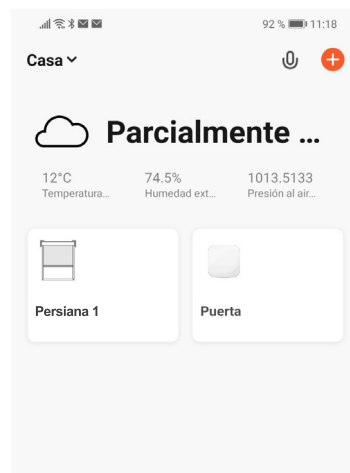 92 % 11:18
Casa
Parcialmente ...
12°C 74.5% 1013.5133
Temperatura... Humedad ext... Presión al air...
Persiana 1 Puerta